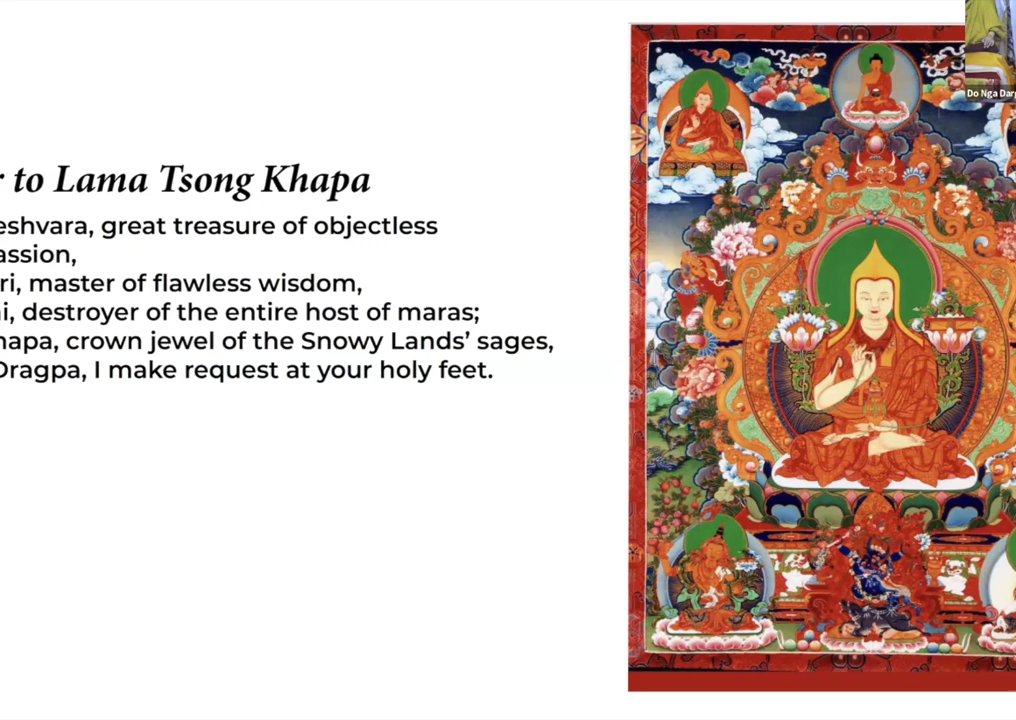 r to Lama Tsong Khapa
eshvara, great treasure of objectless
assion,
ri, master of flawless wisdom,
i, destroyer of the entire host of maras;
hapa, crown jewel of the Snowy Lands’ sages,
Dragpa, I make request at your holy feet.
Do Nga Darg